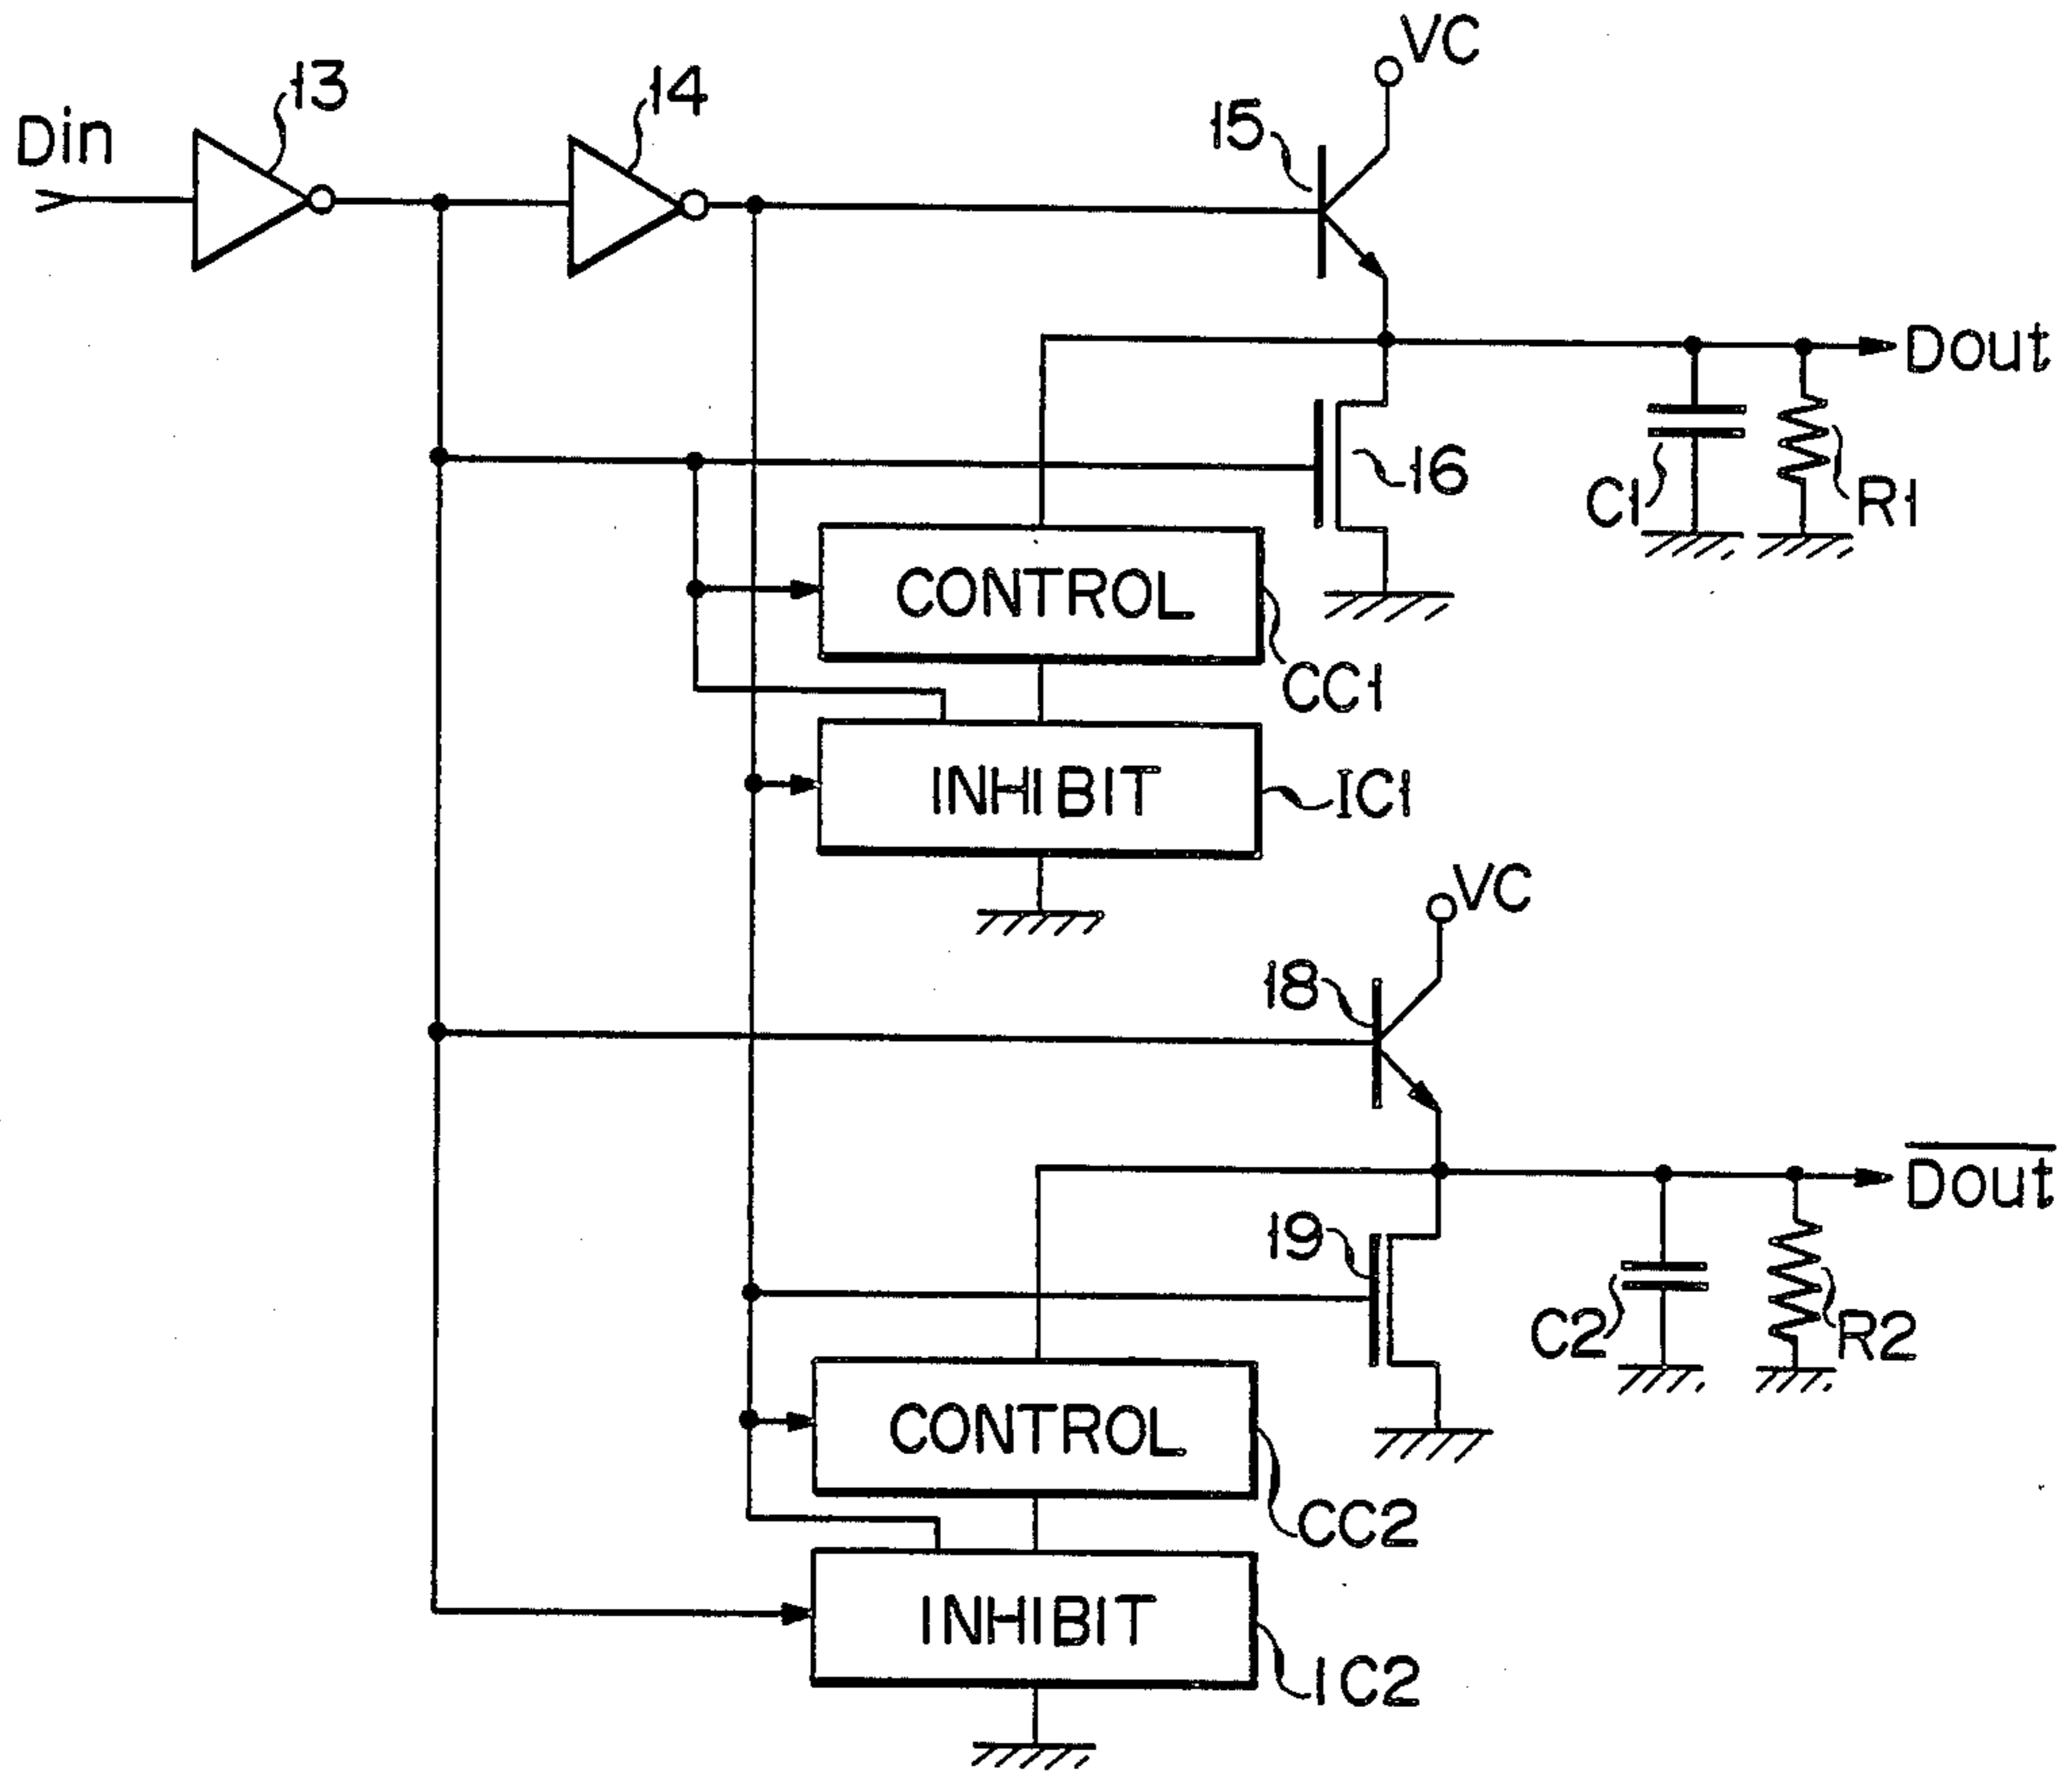 VC
13
14
15
Din
Dout
16
C1
R1
CONTROL
CC1
INHIBIT
IC1
VC
18
D̅o̅u̅t̅
19
C2
R2
CONTROL
CC2
INHIBIT
IC2